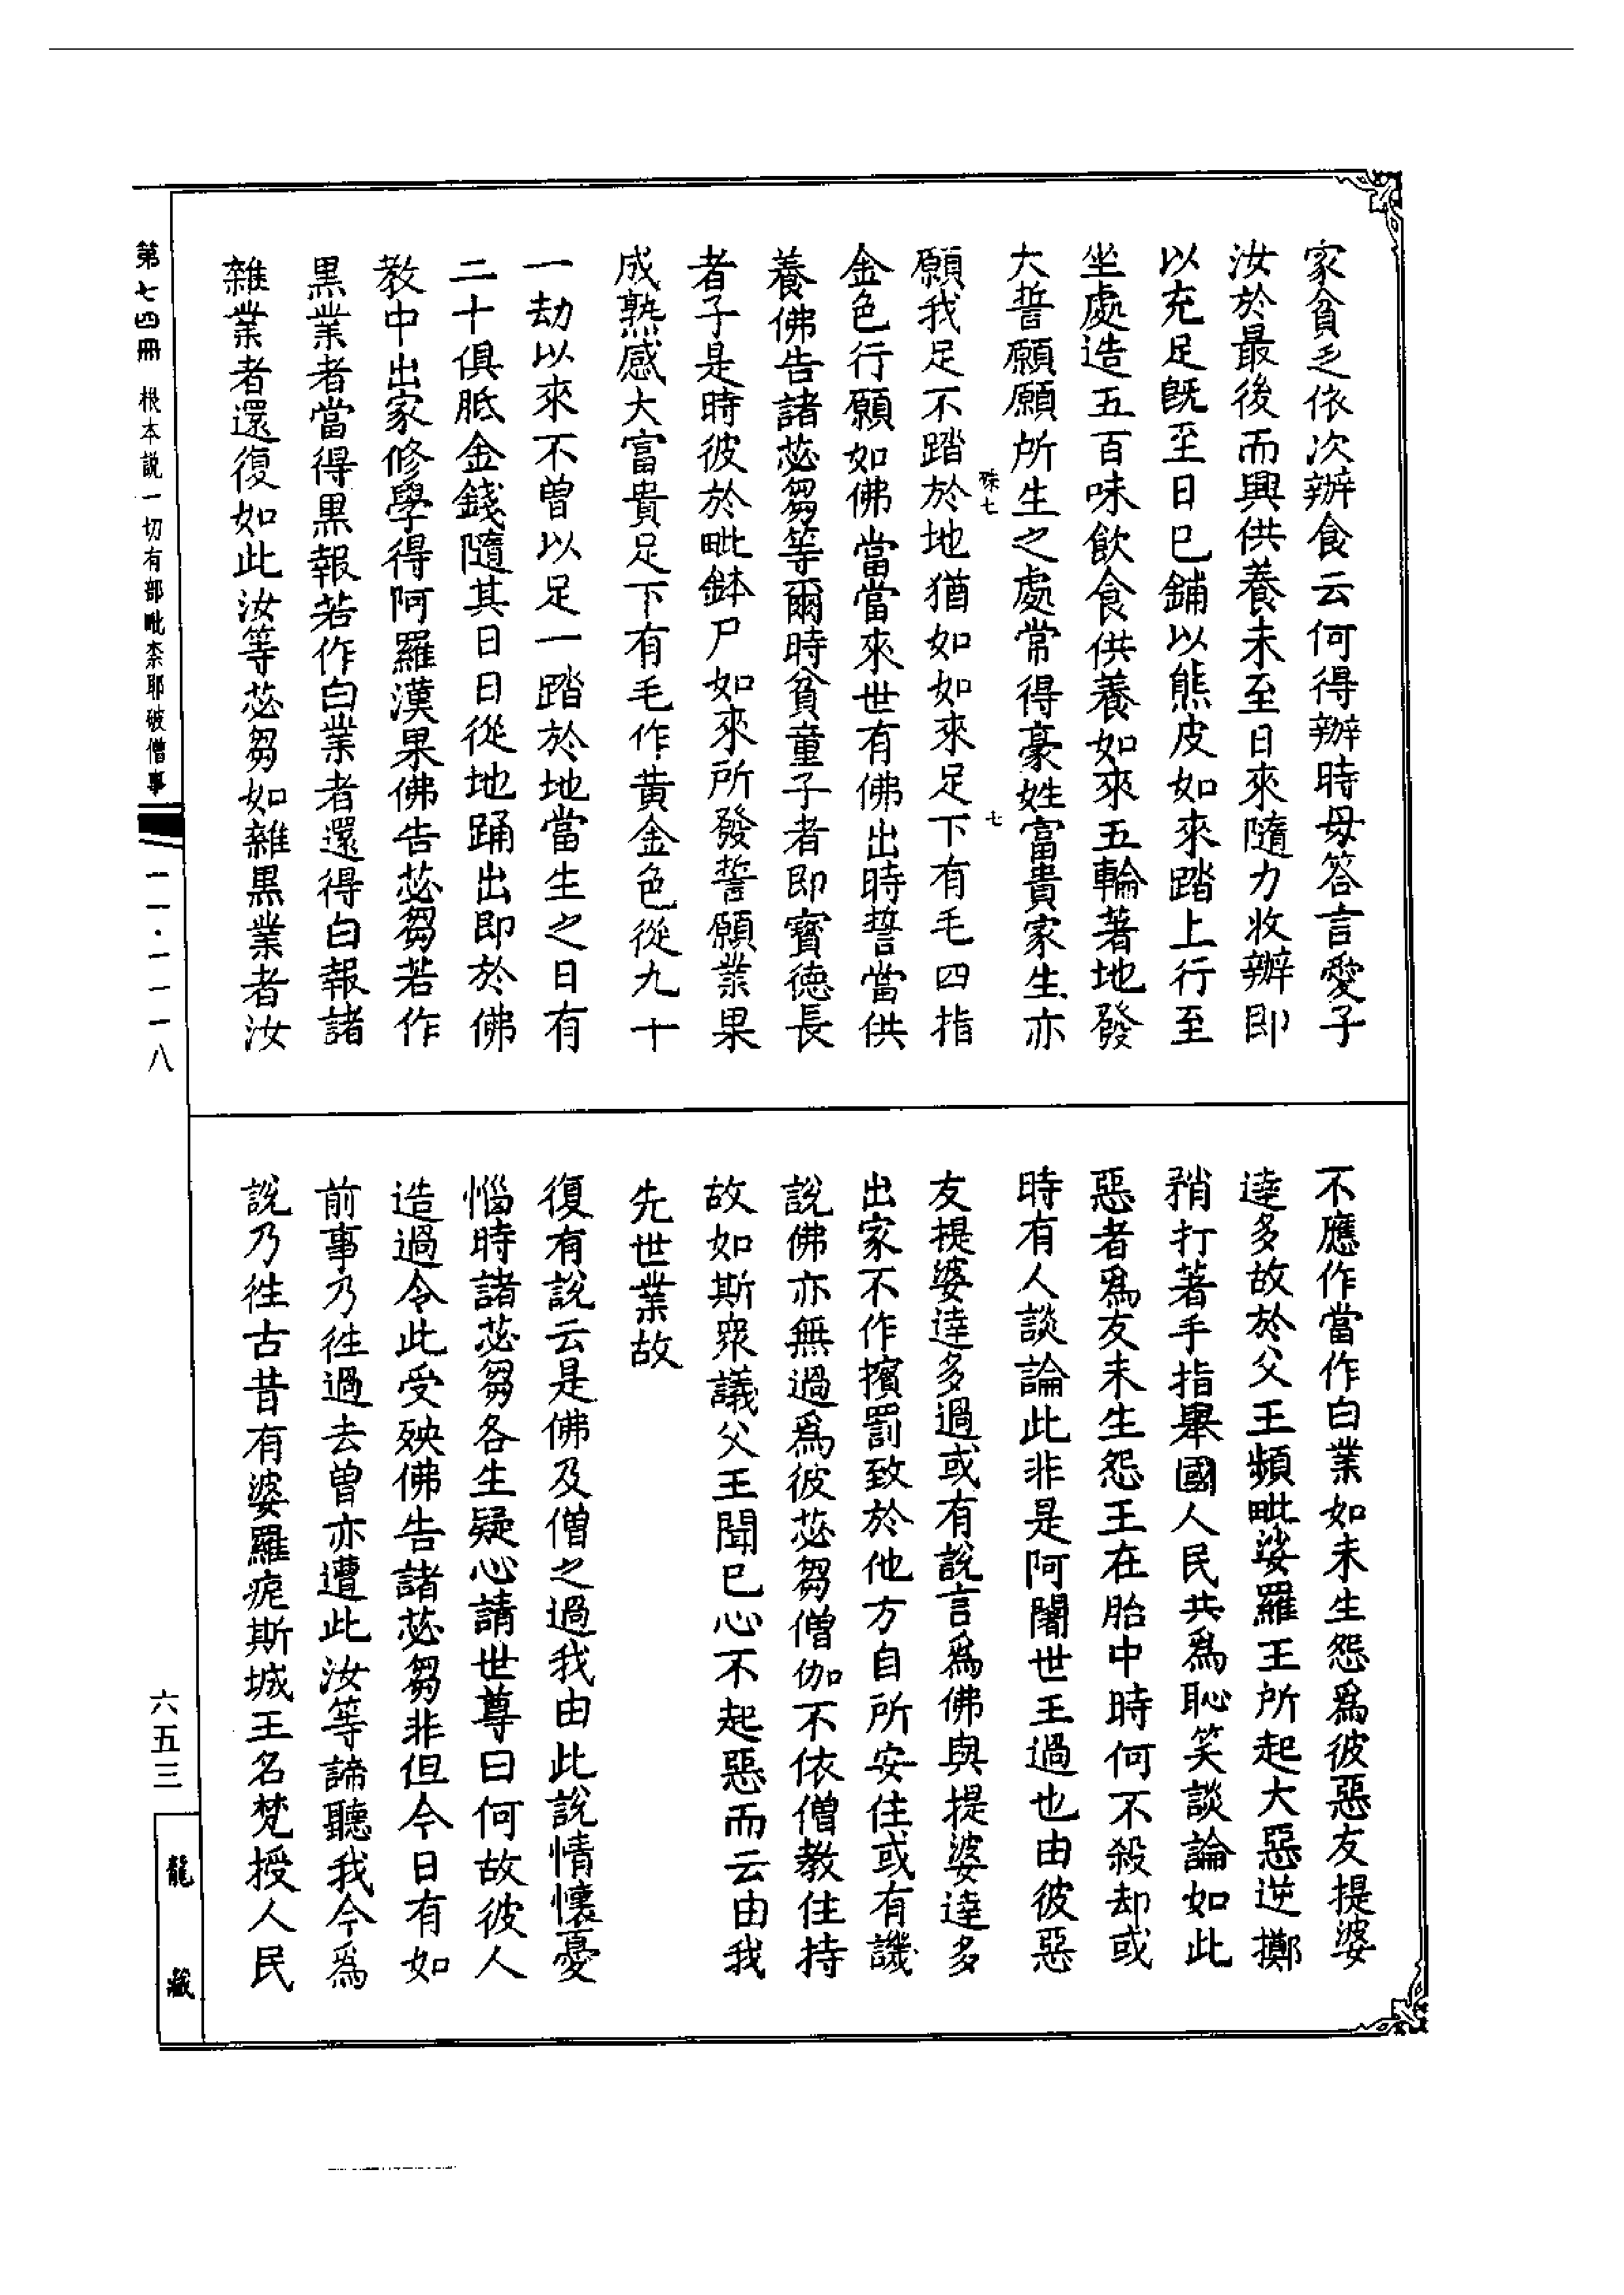 家貧乏依次辦食云何得辦時母答言愛子
汝於最後而興供養未至日來隨力收辦即
以充足既至日已鋪以熊皮如來踏上行至
坐處造五百味飲食供養如來五輪著地發
大誓願願所生之處常得豪姓富貴家生亦
願我足不踏於地猶如如來足下有毛四指
金色行願如佛當當來世有佛出時誓當供
養佛告諸苾芻等爾時貧童子者即寶德長
者子是時彼於毗鉢尸如來所發誓願業果
成熟感大富貴足下有毛作黃金色從九十
一劫以來不曾以足一踏於地當生之日有
二十俱胝金錢隨其日日從地踊出即於佛
教中出家修學得阿羅漢果佛告苾芻若作
黑業者當得黑報若作白業者還得白報諸
雜業者還復如此汝等苾芻如雜黑業者汝
不應作當作白業如未生怨爲彼惡友提婆
達多故於父王頻毗娑羅王所起大惡逆擲
矟打著手指舉國人民共爲恥笑談論如此
惡者爲友未生怨王在胎中時何不殺却或
時有人談論此非是阿闍世王過也由彼惡
友提婆達多過或有說言爲佛與提婆達多
出家不作擯罰致於他方自所安住或有譏
說佛亦無過爲彼苾芻僧伽不依僧教住持
故如斯衆議父王聞已心不起惡而云由我
先世業故
復有說云是佛及僧之過我由此說情懷憂
惱時諸苾芻各生疑心請世尊曰何故彼人
造過令此受殃佛告諸苾芻非但今日有如
前事乃往過去曾亦遭此汝等諦聽我今爲
說乃往古昔有婆羅痆斯城王名梵授人民
殊七
七
第七四冊 根本説一切有部毗柰耶破僧事
一一·一一一八
六五三
龍藏